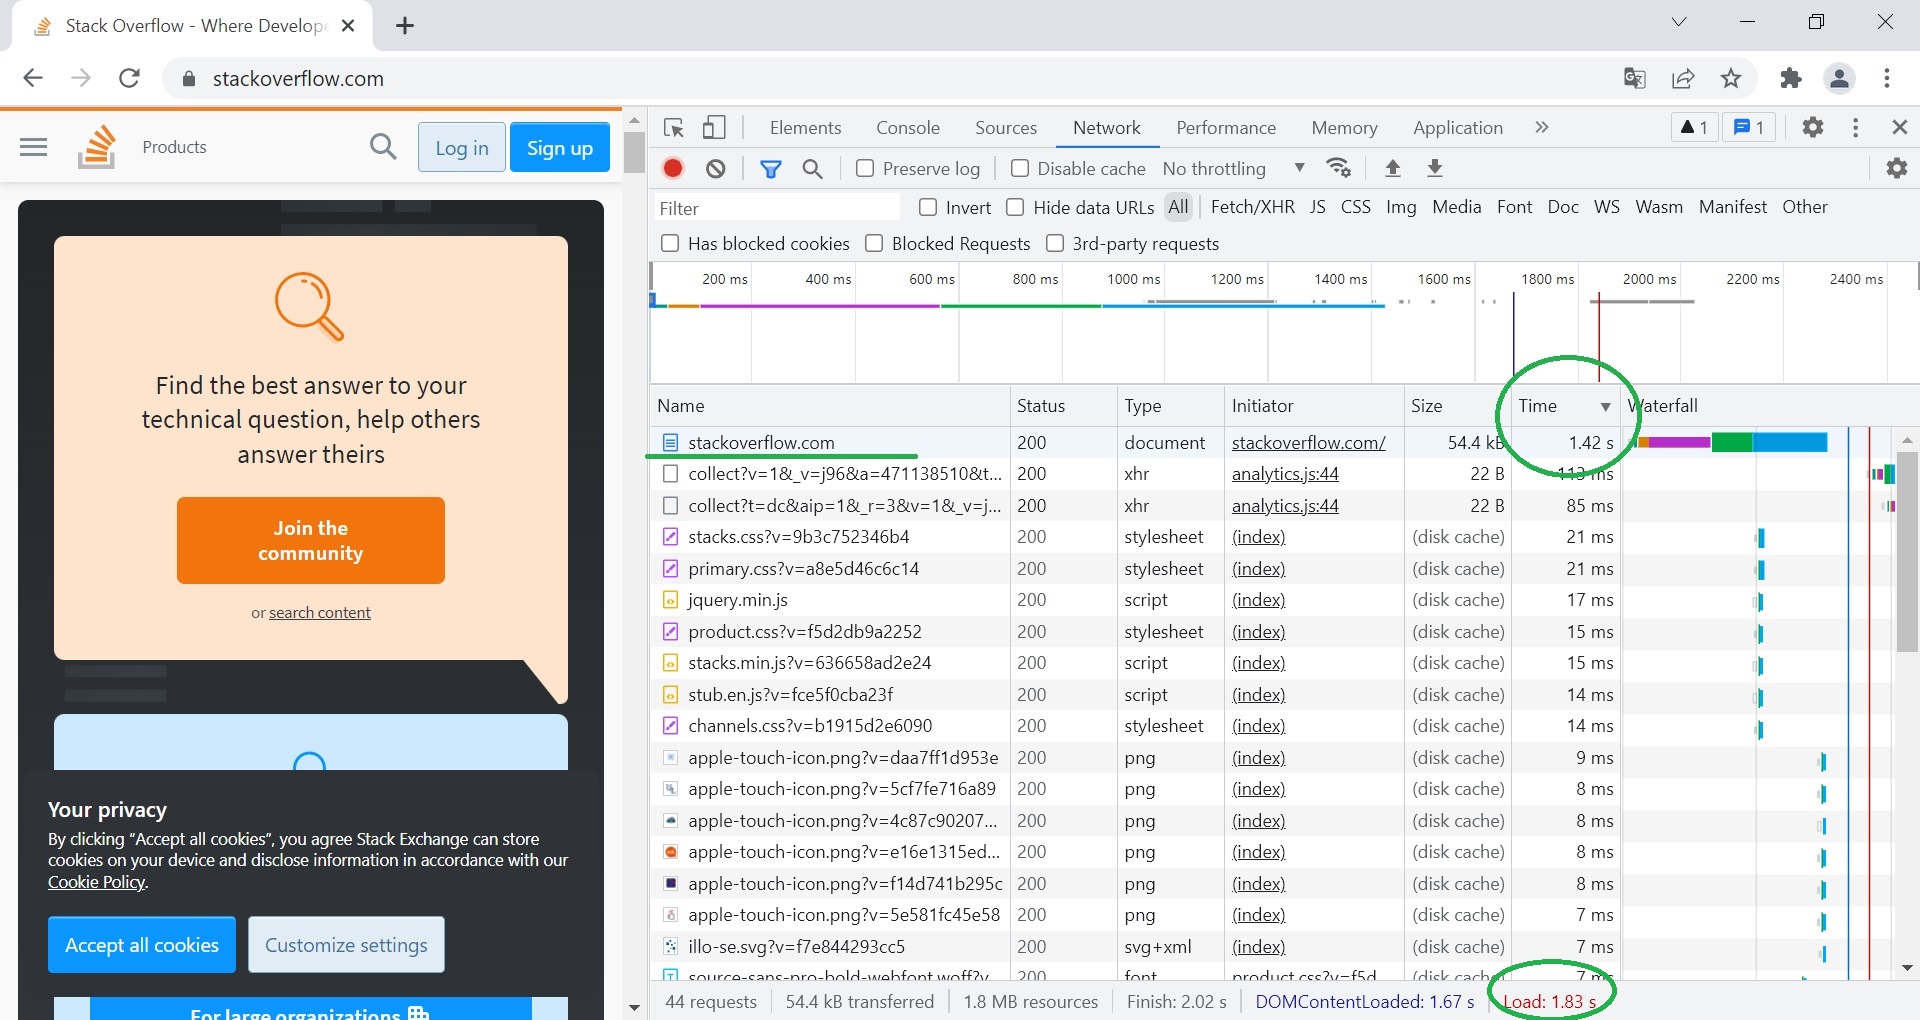 Stack Overflow - Where Develope
stackoverflow.com
Products
Log in
Sign up
Find the best answer to your
technical question, help others
answer theirs
Join the
community
or search content
Your privacy
By clicking “Accept all cookies”, you agree Stack Exchange can store
cookies on your device and disclose information in accordance with our
Cookie Policy.
Accept all cookies
Customize settings
For large organizations
Elements Console Sources Network Performance Memory Application » 1 1
Preserve log Disable cache No throttling
Filter Invert Hide data URLs All Fetch/XHR JS CSS Img Media Font Doc WS Wasm Manifest Other
Has blocked cookies Blocked Requests 3rd-party requests
200 ms 400 ms 600 ms 800 ms 1000 ms 1200 ms 1400 ms 1600 ms 1800 ms 2000 ms 2200 ms 2400 ms
Name Status Type Initiator Size Time Waterfall
stackoverflow.com 200 document stackoverflow.com/ 54.4 kB 1.42 s
collect?v=1&_v=j96&a=471138510&t... 200 xhr analytics.js:44 22 B 113 ms
collect?t=dc&aip=1&_r=3&v=1&_v=j... 200 xhr analytics.js:44 22 B 85 ms
stacks.css?v=9b3c752346b4 200 stylesheet (index) (disk cache) 21 ms
primary.css?v=a8e5d46c6c14 200 stylesheet (index) (disk cache) 21 ms
jquery.min.js 200 script (index) (disk cache) 17 ms
product.css?v=f5d2db9a2252 200 stylesheet (index) (disk cache) 15 ms
stacks.min.js?v=636658ad2e24 200 script (index) (disk cache) 15 ms
stub.en.js?v=fce5f0cba23f 200 script (index) (disk cache) 14 ms
channels.css?v=b1915d2e6090 200 stylesheet (index) (disk cache) 14 ms
apple-touch-icon.png?v=daa7ff1d953e 200 png (index) (disk cache) 9 ms
apple-touch-icon.png?v=5cf7fe716a89 200 png (index) (disk cache) 8 ms
apple-touch-icon.png?v=4c87c90207... 200 png (index) (disk cache) 8 ms
apple-touch-icon.png?v=e16e1315ed... 200 png (index) (disk cache) 8 ms
apple-touch-icon.png?v=f14d741b295c 200 png (index) (disk cache) 8 ms
apple-touch-icon.png?v=5e581fc45e58 200 png (index) (disk cache) 7 ms
illo-se.svg?v=f7e844293cc5 200 svg+xml (index) (disk cache) 7 ms
source-sans-pro-bold-webfont.woff?v... 200 font product.css?v=f5d... (disk cache) 7 ms
44 requests 54.4 kB transferred 1.8 MB resources Finish: 2.02 s DOMContentLoaded: 1.67 s Load: 1.83 s